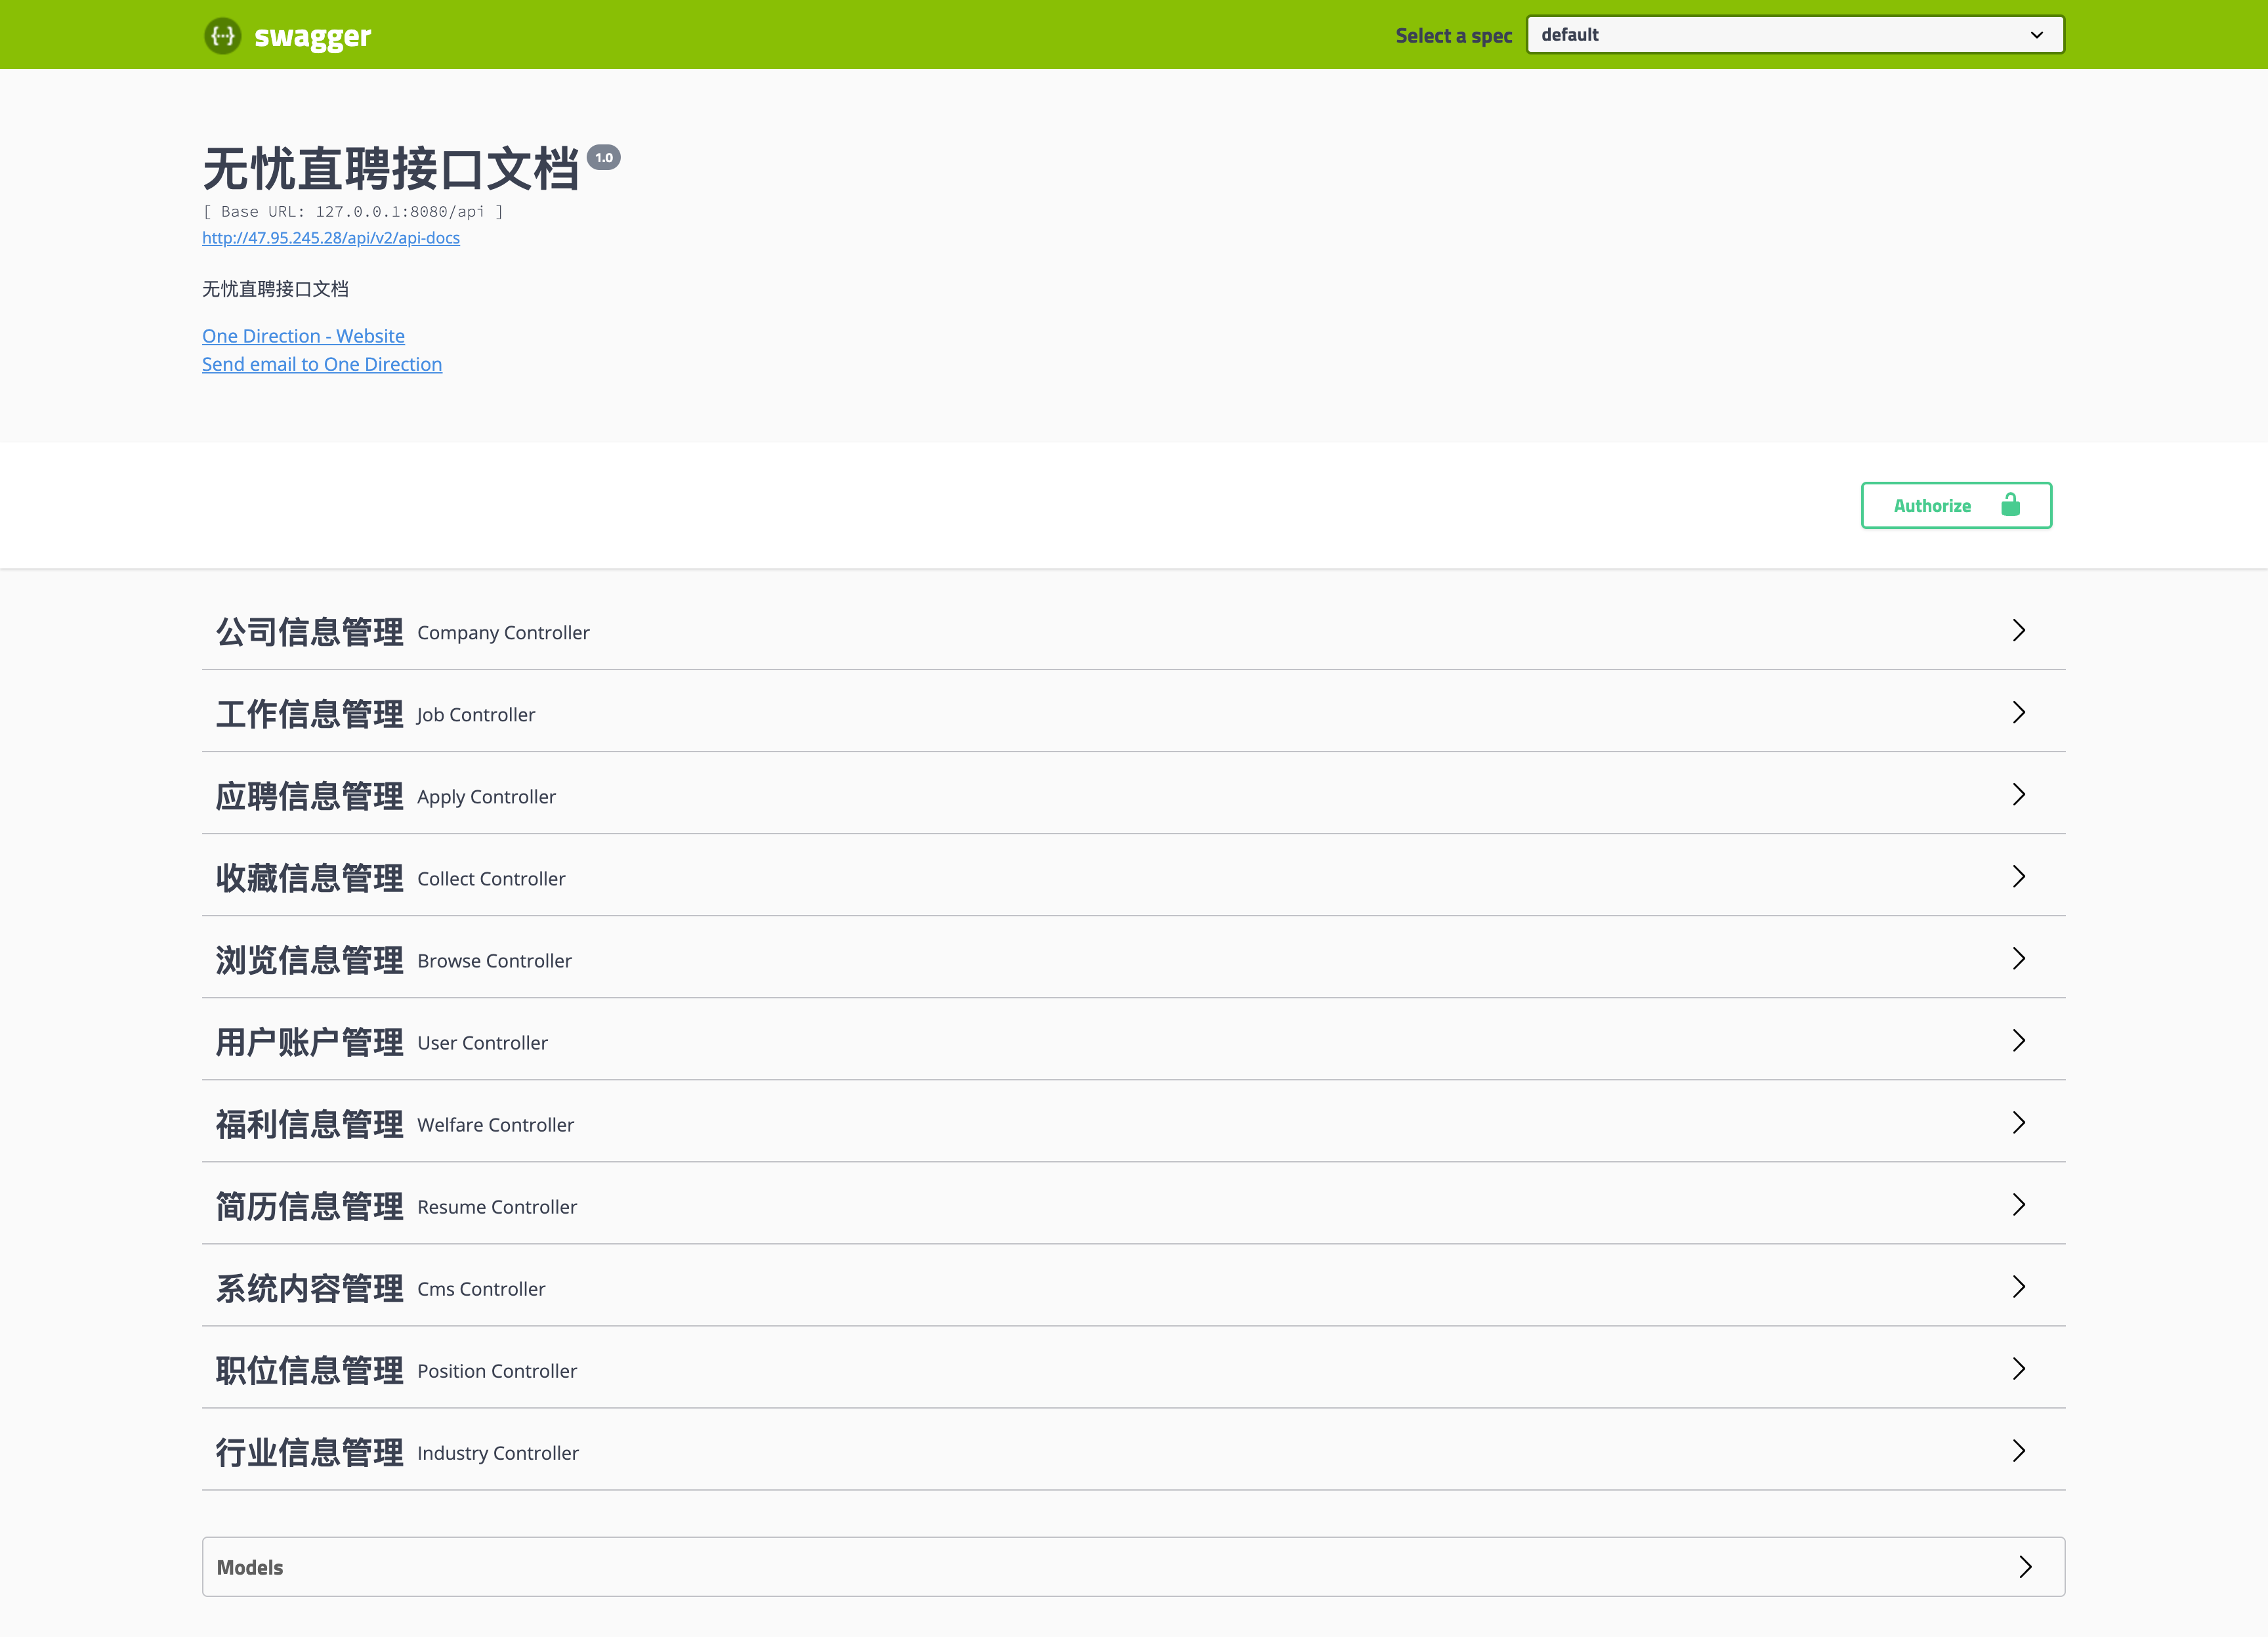 swagger
Select a spec default
无忧直聘接口文档 1.0
[ Base URL: 127.0.0.1:8080/api ]
http://47.95.245.28/api/v2/api-docs
无忧直聘接口文档
One Direction - Website
Send email to One Direction
Authorize
公司信息管理 Company Controller
工作信息管理 Job Controller
应聘信息管理 Apply Controller
收藏信息管理 Collect Controller
浏览信息管理 Browse Controller
用户账户管理 User Controller
福利信息管理 Welfare Controller
简历信息管理 Resume Controller
系统内容管理 Cms Controller
职位信息管理 Position Controller
行业信息管理 Industry Controller
Models